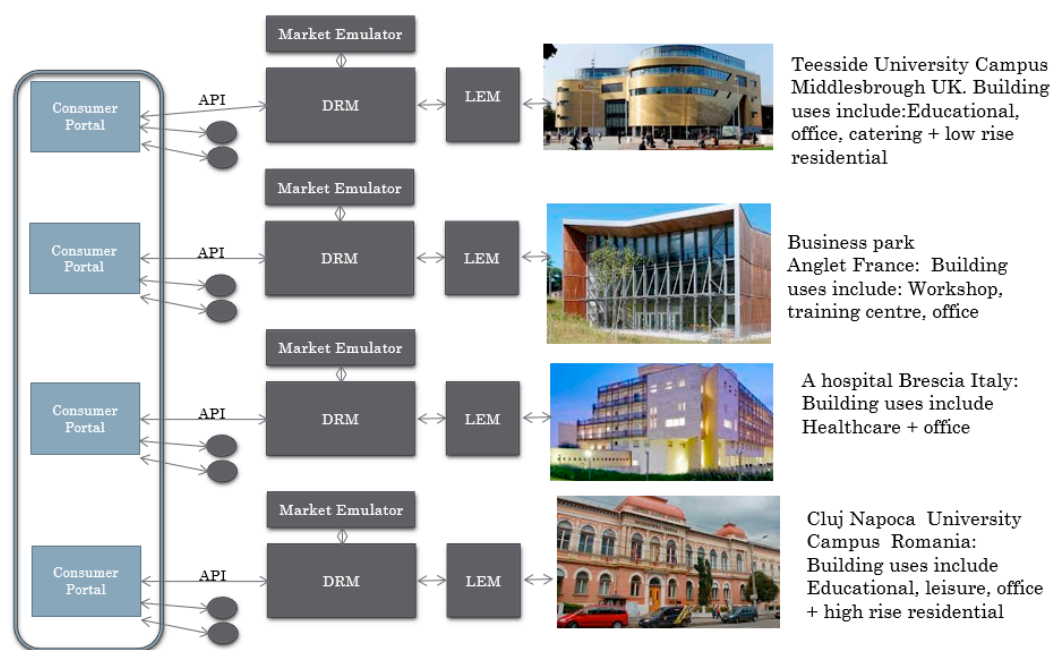 Market Emulator
Consumer
Portal
API
DRM
LEM
Teesside University Campus
Middlesbrough UK. Building
uses include:Educational,
office, catering + low rise
residential
Market Emulator
Consumer
Portal
API
DRM
LEM
Business park
Anglet France:  Building
uses include: Workshop,
training centre, office
Market Emulator
Consumer
Portal
API
DRM
LEM
A hospital Brescia Italy:
Building uses include
Healthcare + office
Market Emulator
Consumer
Portal
API
DRM
LEM
Cluj Napoca  University
Campus  Romania:
Building uses include
Educational, leisure, office
+ high rise residential